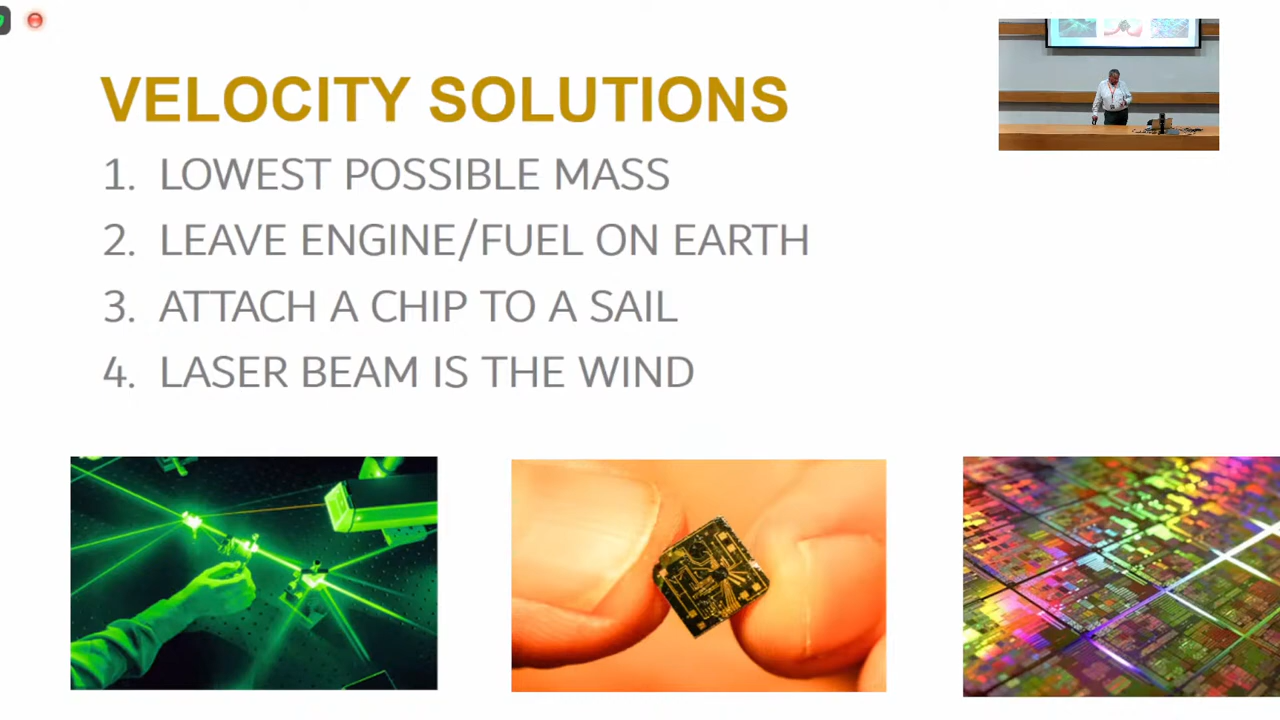 VELOCITY SOLUTIONS
1. LOWEST POSSIBLE MASS
2. LEAVE ENGINE/FUEL ON EARTH
3. ATTACH A CHIP TO A SAIL
4. LASER BEAM IS THE WIND